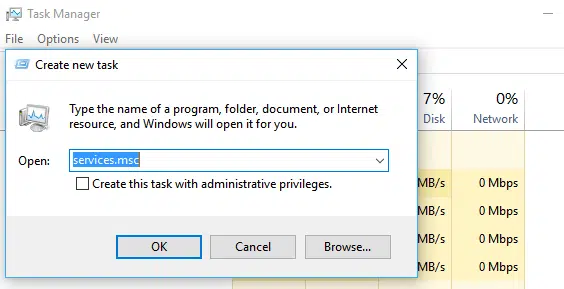 Task Manager
File Options View
Create new task
Type the name of a program, folder, document, or Internet
resource, and Windows will open it for you.
Open: services.msc
Create this task with administrative privileges.
OK Cancel Browse...
7% 0%
Disk Network
MB/s 0 Mbps
MB/s 0 Mbps
MB/s 0 Mbps
MB/s 0 Mbps